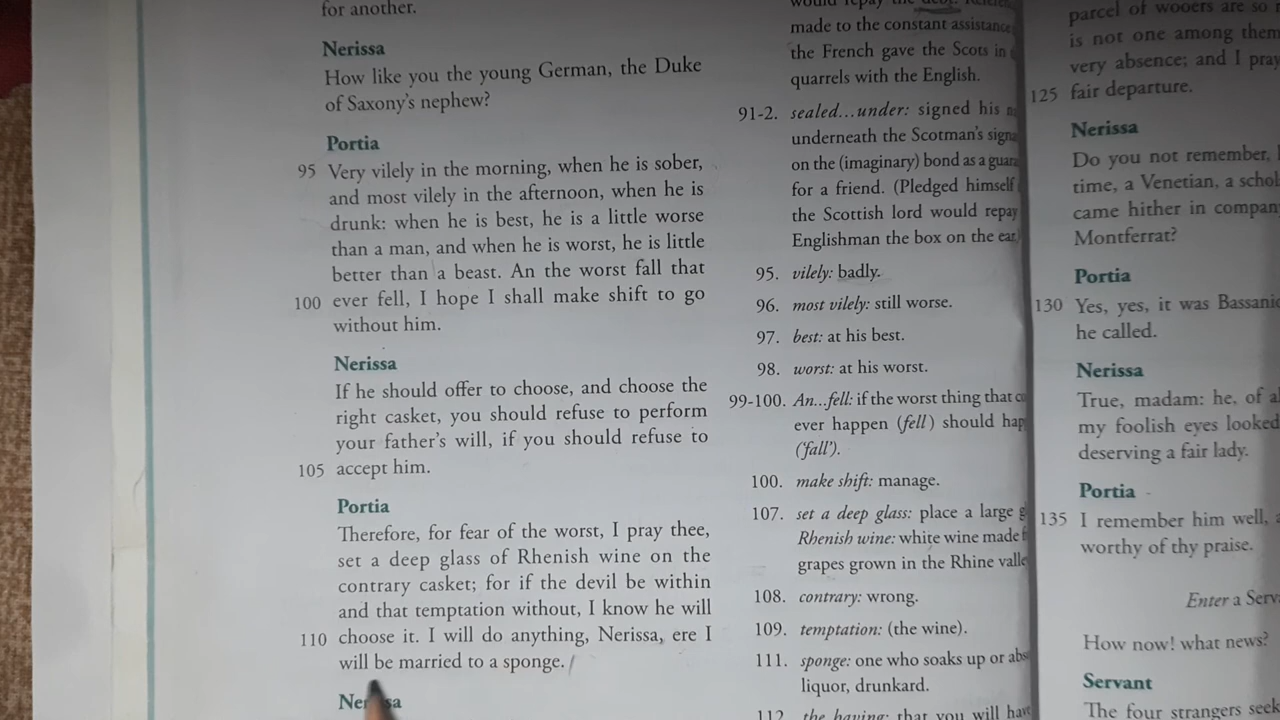 for another.
Nerissa
How like you the young German, the Duke
of Saxony's nephew?
Portia
95 Very vilely in the morning, when he is sober,
and most vilely in the afternoon, when he is
drunk: when he is best, he is a little worse
than a man, and when he is worst, he is little
better than a beast. An the worst fall that
100 ever fell, I hope I shall make shift to go
without him.
Nerissa
If he should offer to choose, and choose the
right casket, you should refuse to perform
your father's will, if you should refuse to
105 accept him.
Portia
Therefore, for fear of the worst, I pray thee,
set a deep glass of Rhenish wine on the
contrary casket; for if the devil be within
and that temptation without, I know he will
110 choose it. I will do anything, Nerissa, ere I
will be married to a sponge.
would repay the debt.
made to the constant assistance
the French gave the Scots in
quarrels with the English.
91-2. sealed...under: signed his
underneath the Scotman's
on the (imaginary) bond as a
for a friend. (Pledged himself
the Scottish lord would repay
Englishman the box on the ear.)
95. vilely: badly.
96. most vilely: still worse.
97. best: at his best.
98. worst: at his worst.
99-100. An...fell: if the worst thing that
ever happen (fell) should
('fall').
100. make shift: manage.
107. set a deep glass: place a large
Rhenish wine: white wine made
grapes grown in the Rhine
108. contrary: wrong.
109. temptation: (the wine).
111. sponge: one who soaks up or
liquor, drunkard.
112. the having: that you will
parcel of wooers are so
is not one among them
very absence; and I pray
125 fair departure.
Nerissa
Do you not remember,
time, a Venetian, a
came hither in
Montferrat?
Portia
130 Yes, yes, it was
he called.
Nerissa
True, madam: he, of
my foolish eyes looked
deserving a fair lady.
Portia
135 I remember him well,
worthy of thy praise.
Enter a
How now! what news?
Servant
The four strangers seek